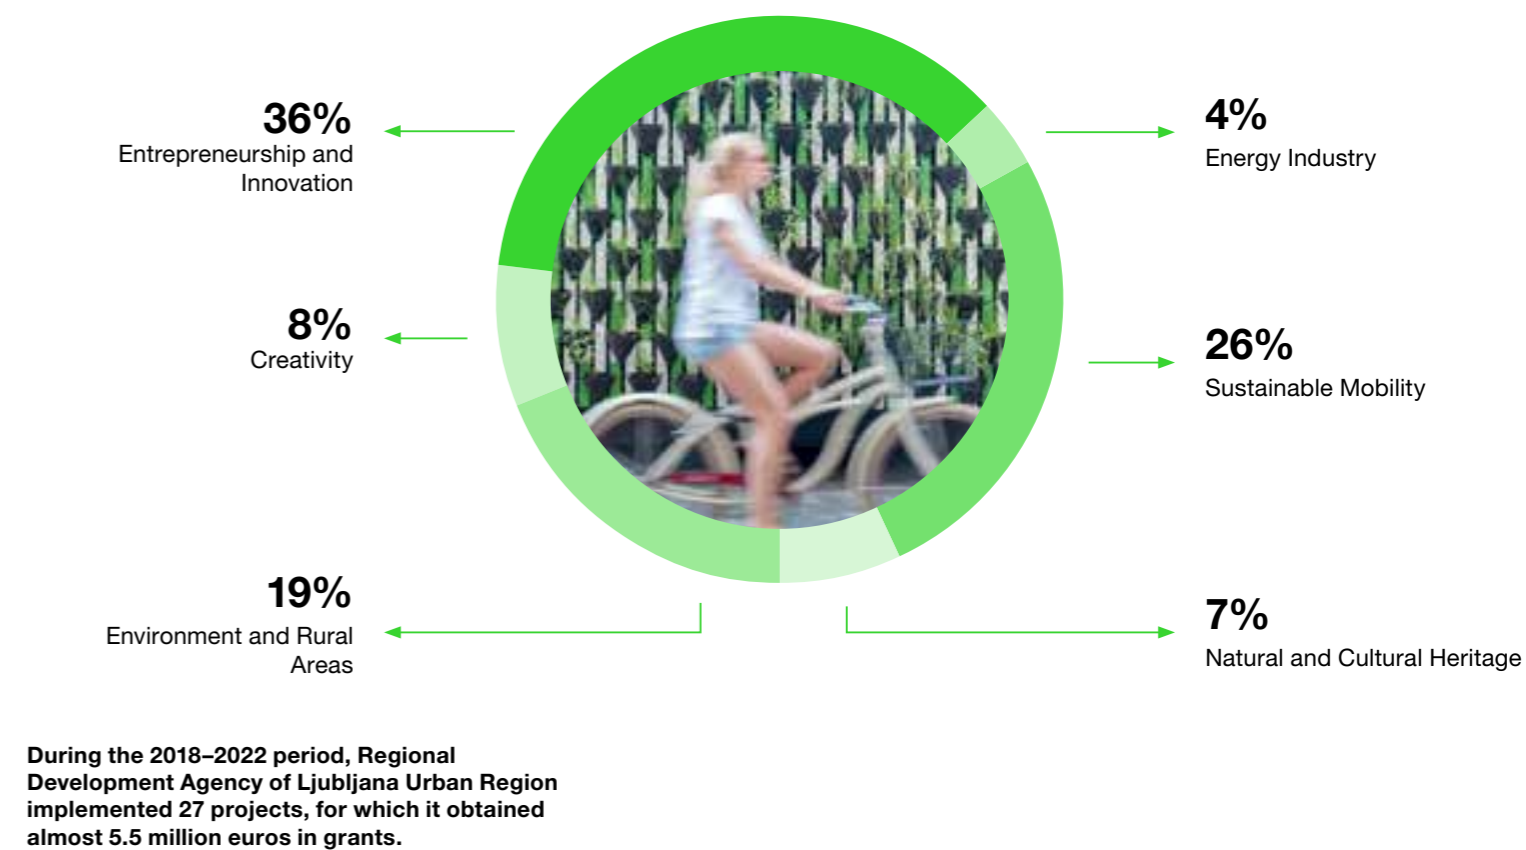 36%
Entrepreneurship and
Innovation
8%
Creativity
19%
Environment and Rural
Areas
4%
Energy Industry
26%
Sustainable Mobility
7%
Natural and Cultural Heritage
During the 2018–2022 period, Regional
Development Agency of Ljubljana Urban Region
implemented 27 projects, for which it obtained
almost 5.5 million euros in grants.